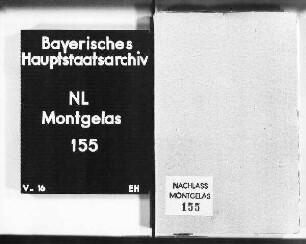 Bayerisches
Hauptstaatsarchiv
NL
Montgelas
155
V- 16 EH
NACHLASS
MONTGELAS
155